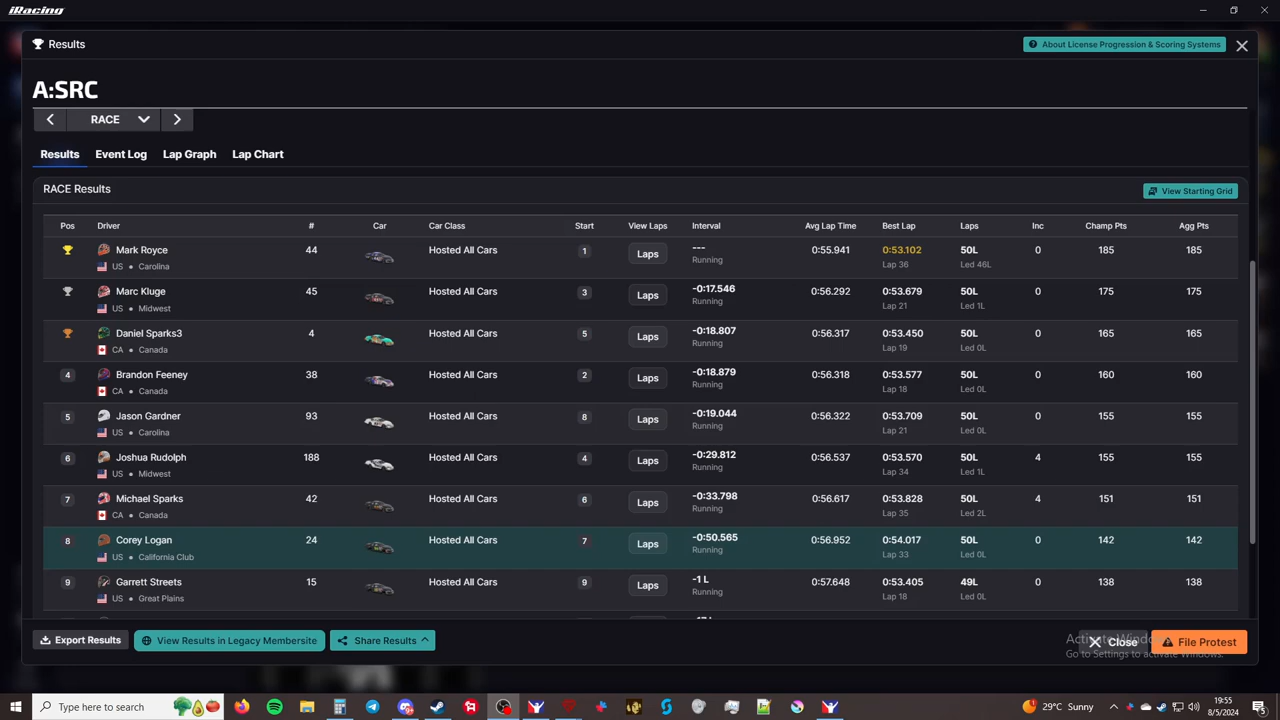 iRacing
Results
About License Progression & Scoring Systems
A:SRC
RACE
Results Event Log Lap Graph Lap Chart
RACE Results
View Starting Grid
Pos Driver # Car Car Class Start View Laps Interval Avg Lap Time Best Lap Laps Inc Champ Pts Agg Pts
Mark Royce 44 Hosted All Cars 1 Laps --- 0:55.941 0:53.102 50L 0 185 185
US • Carolina Running Lap 36 Led 46L
Marc Kluge 45 Hosted All Cars 3 Laps -0:17.546 0:56.292 0:53.679 50L 0 175 175
US • Midwest Running Lap 21 Led 1L
Daniel Sparks3 4 Hosted All Cars 5 Laps -0:18.807 0:56.317 0:53.450 50L 0 165 165
CA • Canada Running Lap 19 Led 0L
4 Brandon Feeney 38 Hosted All Cars 2 Laps -0:18.879 0:56.318 0:53.577 50L 0 160 160
CA • Canada Running Lap 18 Led 0L
5 Jason Gardner 93 Hosted All Cars 8 Laps -0:19.044 0:56.322 0:53.709 50L 0 155 155
US • Carolina Running Lap 21 Led 0L
6 Joshua Rudolph 188 Hosted All Cars 4 Laps -0:29.812 0:56.537 0:53.570 50L 4 155 155
US • Midwest Running Lap 34 Led 1L
7 Michael Sparks 42 Hosted All Cars 6 Laps -0:33.798 0:56.617 0:53.828 50L 4 151 151
CA • Canada Running Lap 35 Led 2L
8 Corey Logan 24 Hosted All Cars 7 Laps -0:50.565 0:56.952 0:54.017 50L 0 142 142
US • California Club Running Lap 33 Led 0L
9 Garrett Streets 15 Hosted All Cars 9 Laps -1 L 0:57.648 0:53.405 49L 0 138 138
US • Great Plains Running Lap 18 Led 0L
Export Results View Results in Legacy Membersite Share Results Close File Protest
Go to Settings to activate Windows.
Type here to search
29°C Sunny
19:55
8/5/2024